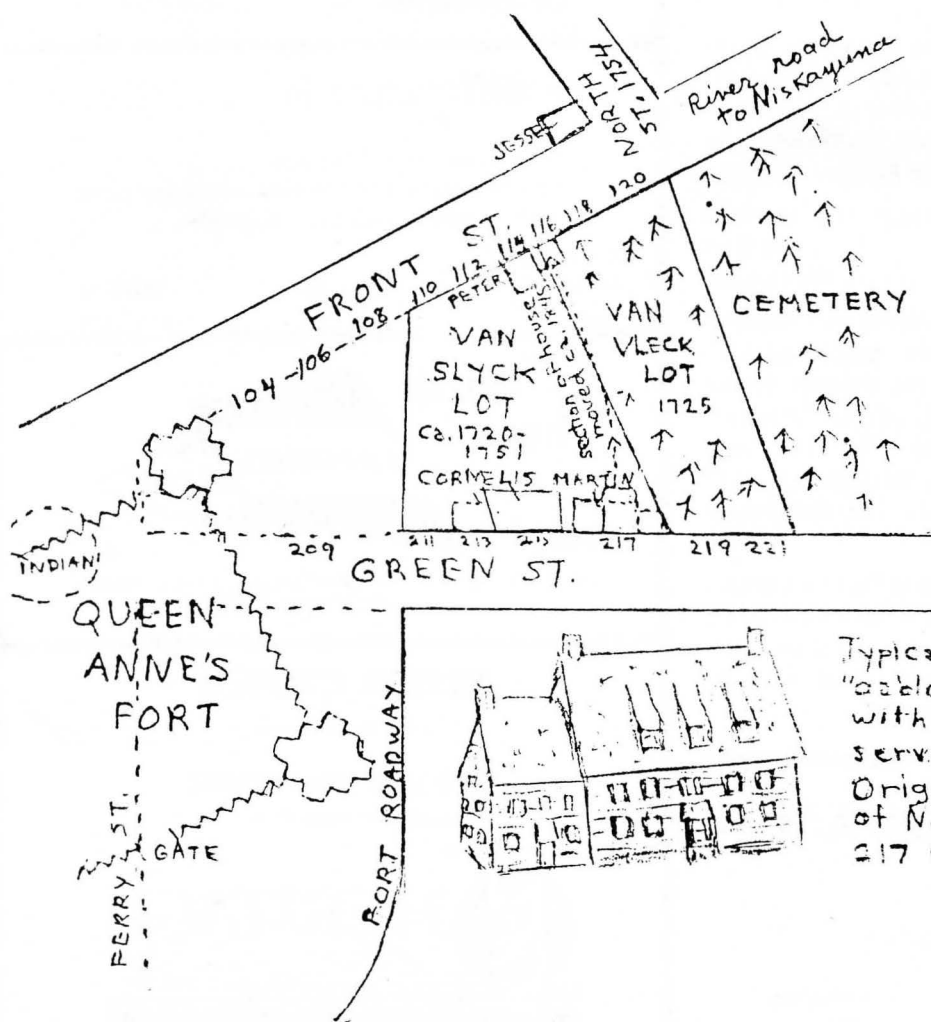 NORTH
ST. 1754
River road
to Niskayuna
JESSE
FRONT ST.
104 - 106 - 108 - 110 112 114 116 118 120
PETER
VAN
SLYCK
LOT
Ca. 1720-
1751
CORNELIS MARTIN
section of house
moved ca.
VAN
VLECK
LOT
1725
CEMETERY
209 211 213 215 217 219 221
GREEN ST.
INDIAN
QUEEN
ANNE'S
FORT
GATE
FERRY ST.
FORT ROADWAY
Typica
with
serv
Orig
of N
217